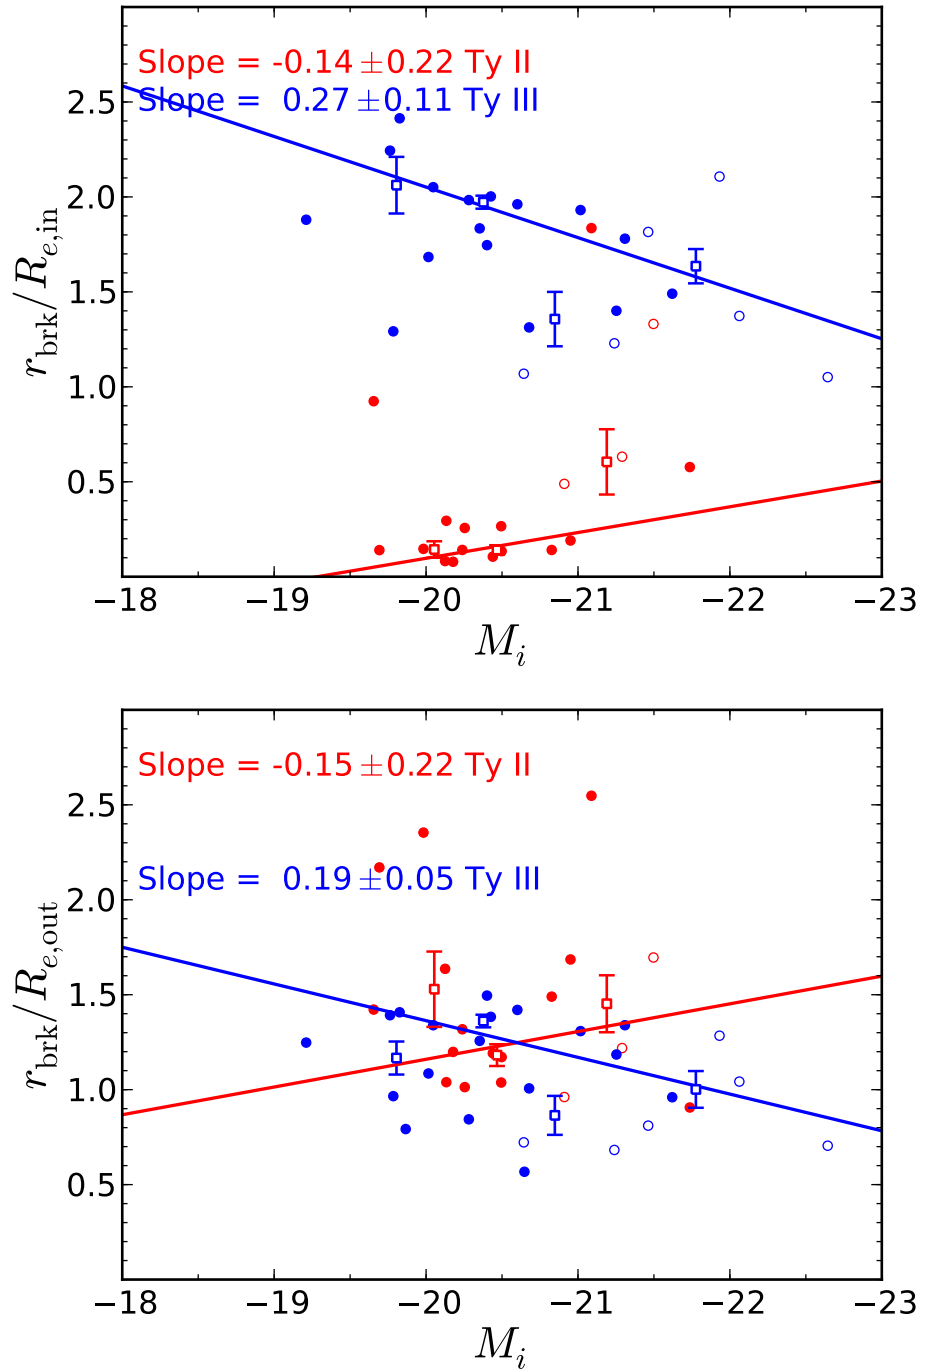 Slope = -0.14 ±0.22 Ty II
Slope = 0.27±0.11 Ty III
2.5
2.0
1.5
1.0
0.5
r_brk/R_e,in
−18 −19 −20 −21 −22 −23
M_i
Slope = -0.15 ±0.22 Ty II
Slope = 0.19 ±0.05 Ty III
2.5
2.0
1.5
1.0
0.5
r_brk/R_e,out
−18 −19 −20 −21 −22 −23
M_i